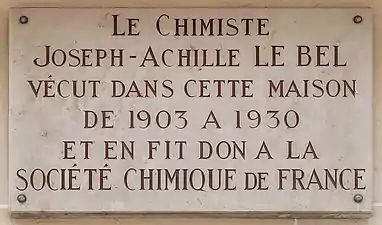 LE CHIMISTE
JOSEPH-ACHILLE LE BEL
VÉCUT DANS CETTE MAISON
DE 1903 A 1930
ET EN FIT DON A LA
SOCIÉTÉ CHIMIQUE DE FRANCE